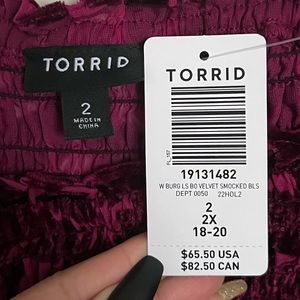 TORRID
2
MADE IN
CHINA
TORRID
19131482
W BURG LS BO VELVET SMOCKED BLS
DEPT 0050 22HOL2
2
2X
18-20
$65.50 USA
$82.50 CAN